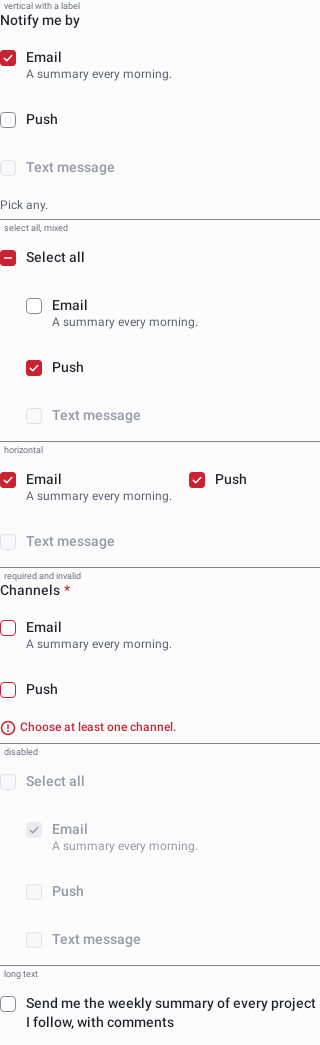 vertical with a label
Notify me by
Email
A summary every morning.
Push
Text message
Pick any.
select all, mixed
Select all
Email
A summary every morning.
Push
Text message
horizontal
Email
Push
A summary every morning.
Text message
required and invalid
Channels *
Email
A summary every morning.
Push
Choose at least one channel.
disabled
Select all
Email
A summary every morning.
Push
Text message
long text
Send me the weekly summary of every project
I follow, with comments